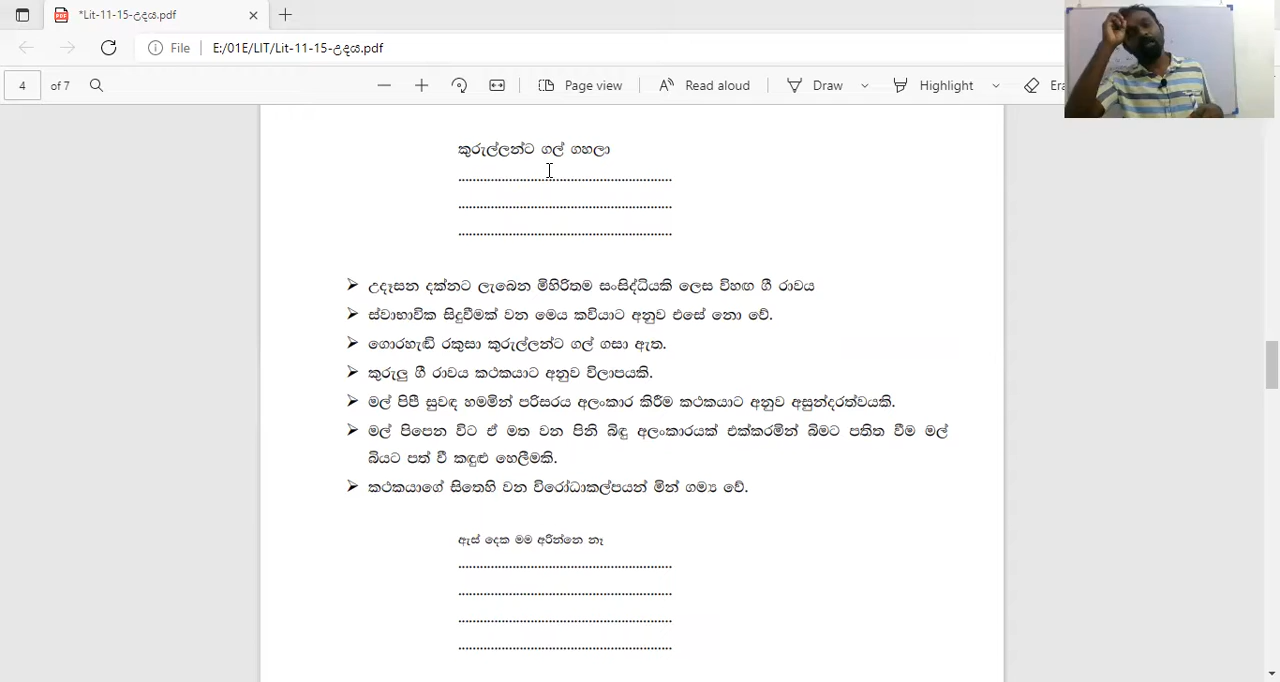 *Lit-11-15-උදය.pdf
File E:/01E/LIT/Lit-11-15-උදය.pdf
4 of 7 Page view Read aloud Draw Highlight Era
කුරුල්ලන්ට ගල් ගහලා
......................................................................
......................................................................
......................................................................
➢ උදෑසන දක්නට ලැබෙන මිහිරිතම සංසිද්ධියකි ලෙස විහඟ ගී රාවය
➢ ස්වාභාවික සිදුවීමක් වන මෙය කවියාට අනුව එසේ නො වේ.
➢ ගොරහැඬි රකුසා කුරුල්ලන්ට ගල් ගසා ඇත.
➢ කුරුලු ගී රාවය කථකයාට අනුව විලාපයකි.
➢ මල් පිපී සුවඳ හමමින් පරිසරය අලංකාර කිරීම කථකයාට අනුව අසුන්දරත්වයකි.
➢ මල් පිපෙන විට ඒ මත වන පිනි බිඳු අලංකාරයක් එක්කරමින් බිමට පතිත වීම මල්
බියට පත් වී කඳුළු හෙලීමකි.
➢ කථකයාගේ සිතෙහි වන විරෝධාකල්පයන් මින් ගම්‍ය වේ.
ඇස් දෙක මම අරින්නෙ නෑ
......................................................................
......................................................................
......................................................................
......................................................................